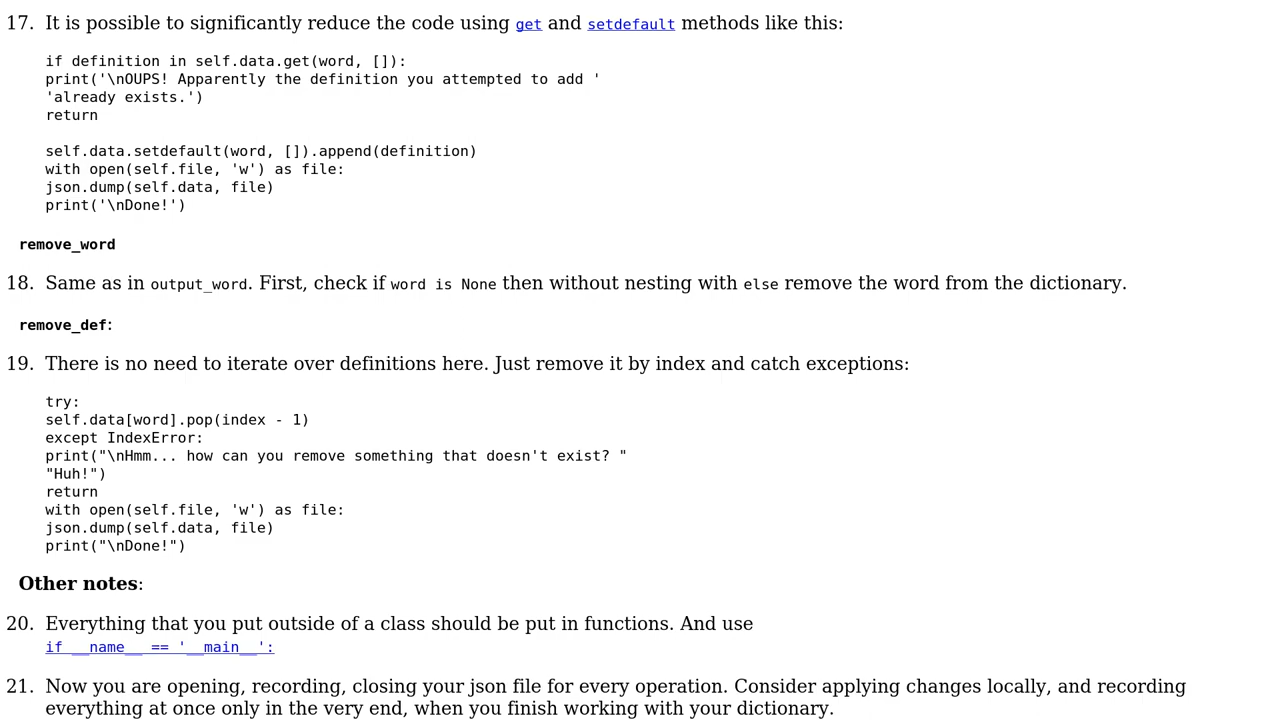 17. It is possible to significantly reduce the code using get and setdefault methods like this:
if definition in self.data.get(word, []):
print('\nOUPS! Apparently the definition you attempted to add '
'already exists.')
return
self.data.setdefault(word, []).append(definition)
with open(self.file, 'w') as file:
json.dump(self.data, file)
print('\nDone!')
remove_word
18. Same as in output_word. First, check if word is None then without nesting with else remove the word from the dictionary.
remove_def:
19. There is no need to iterate over definitions here. Just remove it by index and catch exceptions:
try:
self.data[word].pop(index - 1)
except IndexError:
print("\nHmm... how can you remove something that doesn't exist? "
"Huh!")
return
with open(self.file, 'w') as file:
json.dump(self.data, file)
print("\nDone!")
Other notes:
20. Everything that you put outside of a class should be put in functions. And use
if __name__ == '__main__':
21. Now you are opening, recording, closing your json file for every operation. Consider applying changes locally, and recording
everything at once only in the very end, when you finish working with your dictionary.